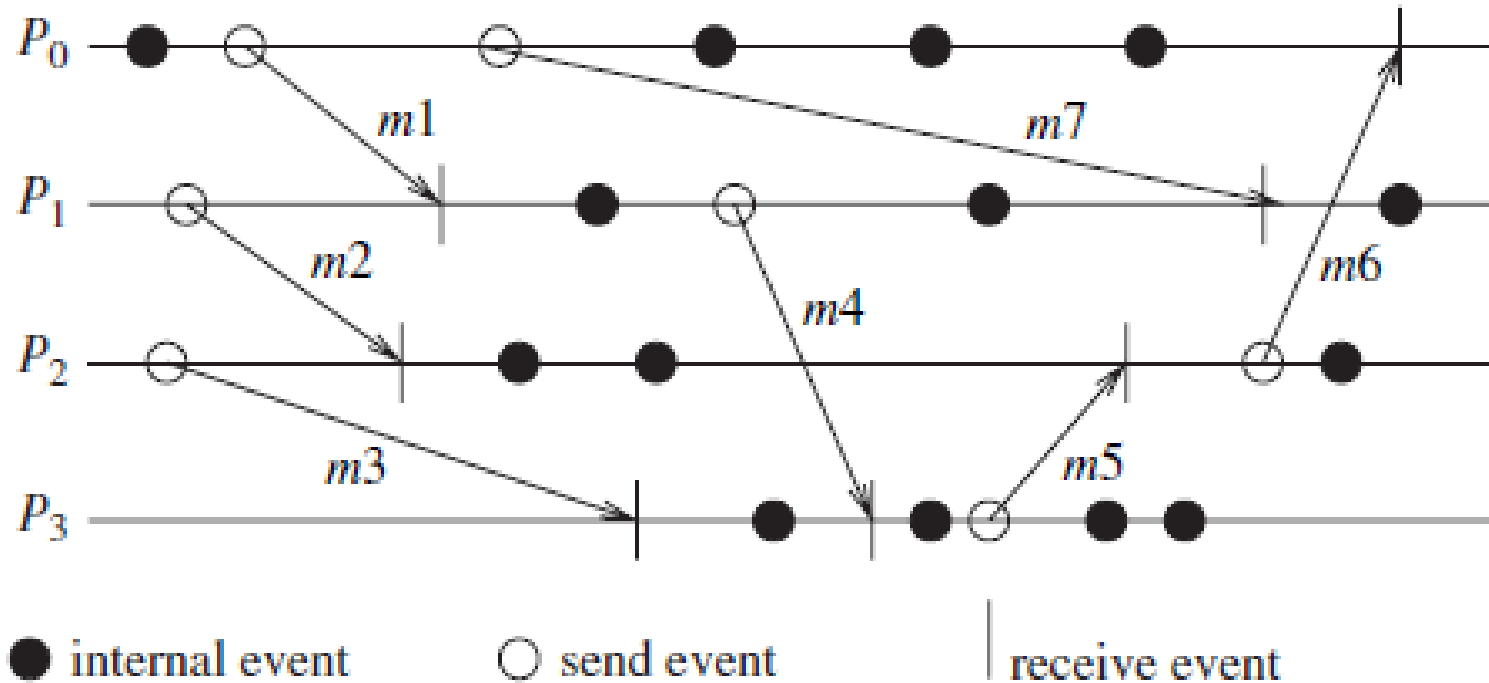 P0
m1
m7
P1
m2
m6
m4
P2
m3
m5
P3
internal event
send event
receive event